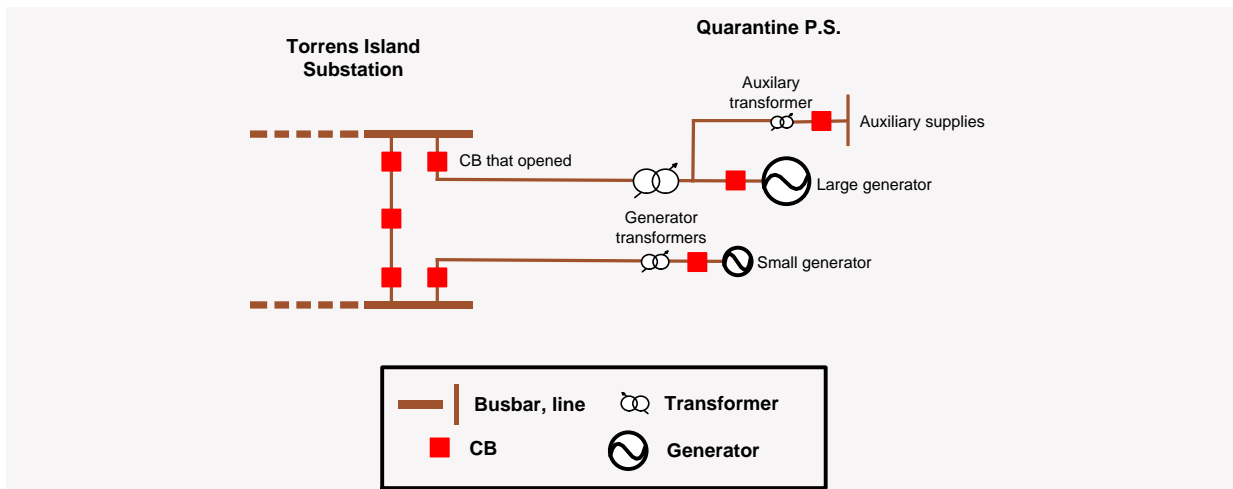 Quarantine P.S.
Torrens Island
Substation
Auxilary
transformer
Auxiliary supplies
CB that opened
Large generator
Generator
transformers
Small generator
Busbar, line
Transformer
CB
Generator